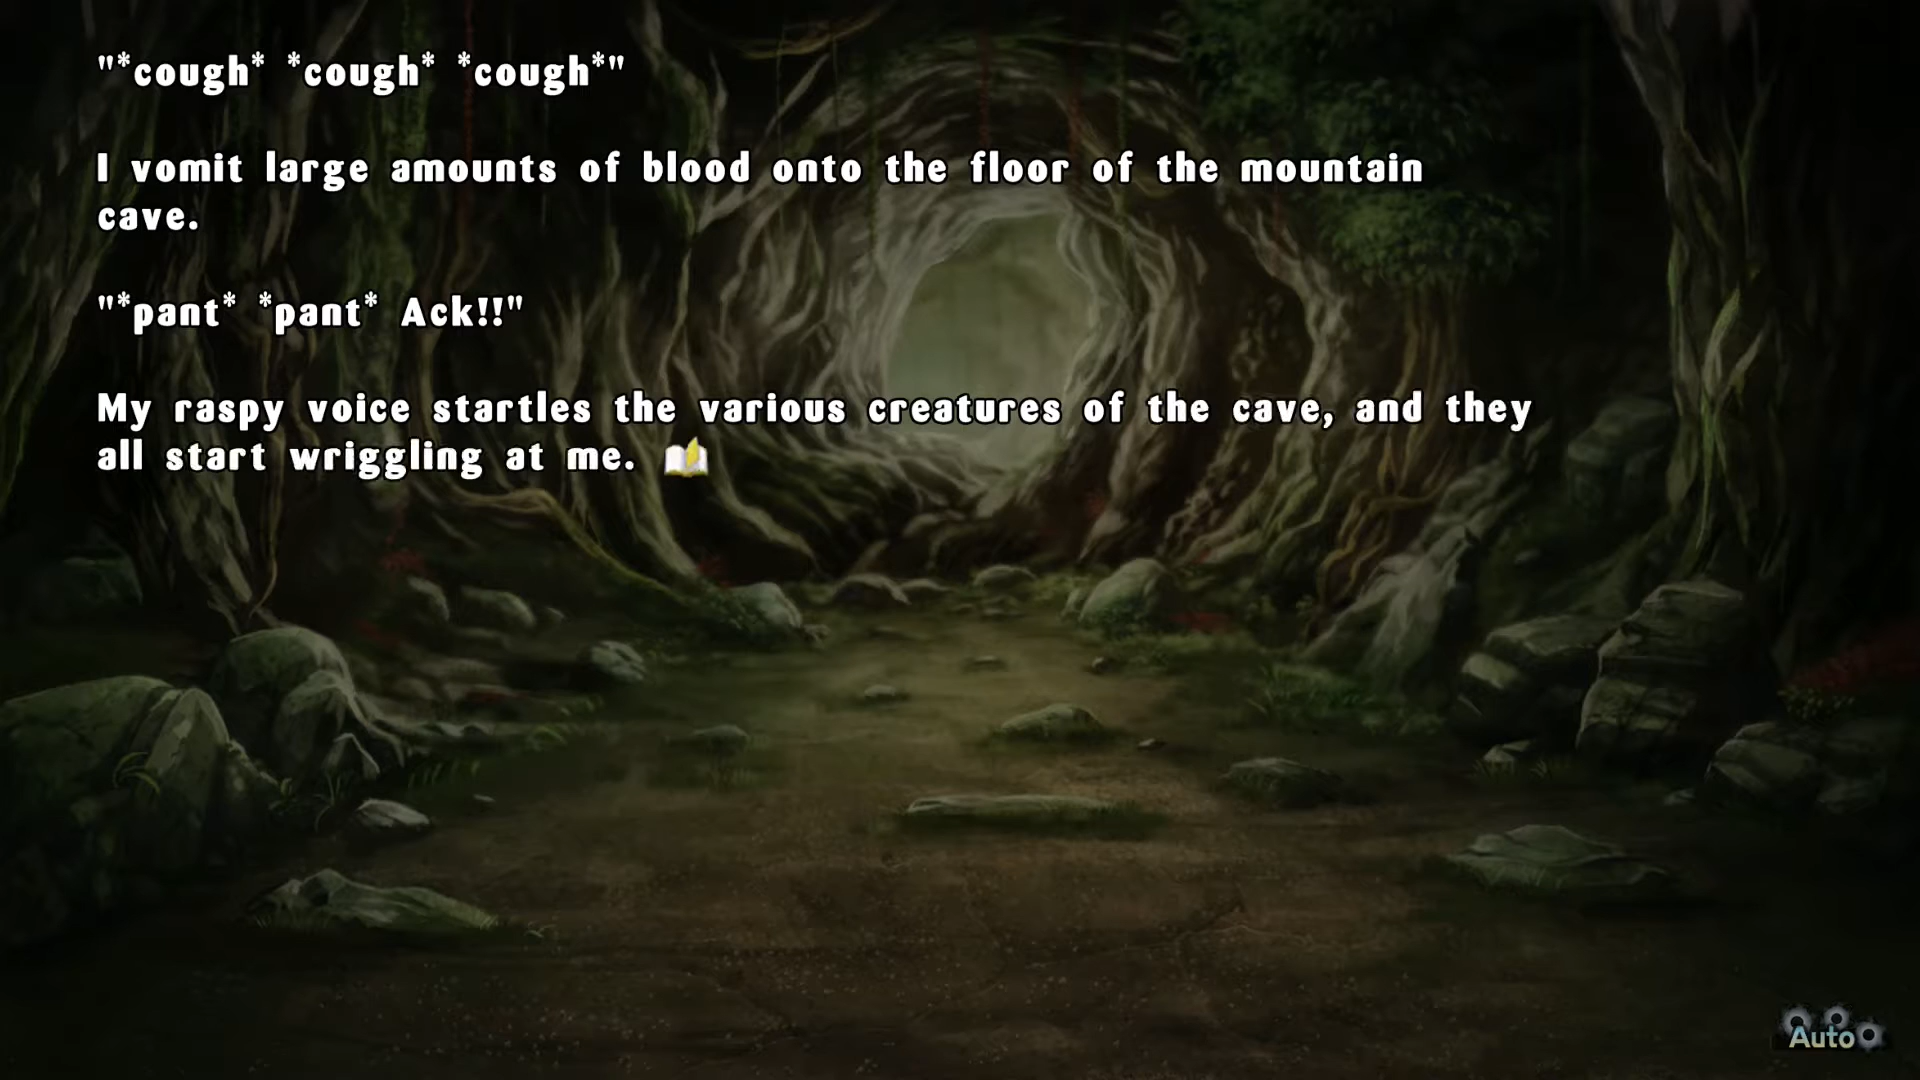 "*cough* *cough* *cough*"
I vomit large amounts of blood onto the floor of the mountain
cave.
"*pant* *pant* Ack!!"
My raspy voice startles the various creatures of the cave, and they
all start wriggling at me.
Auto